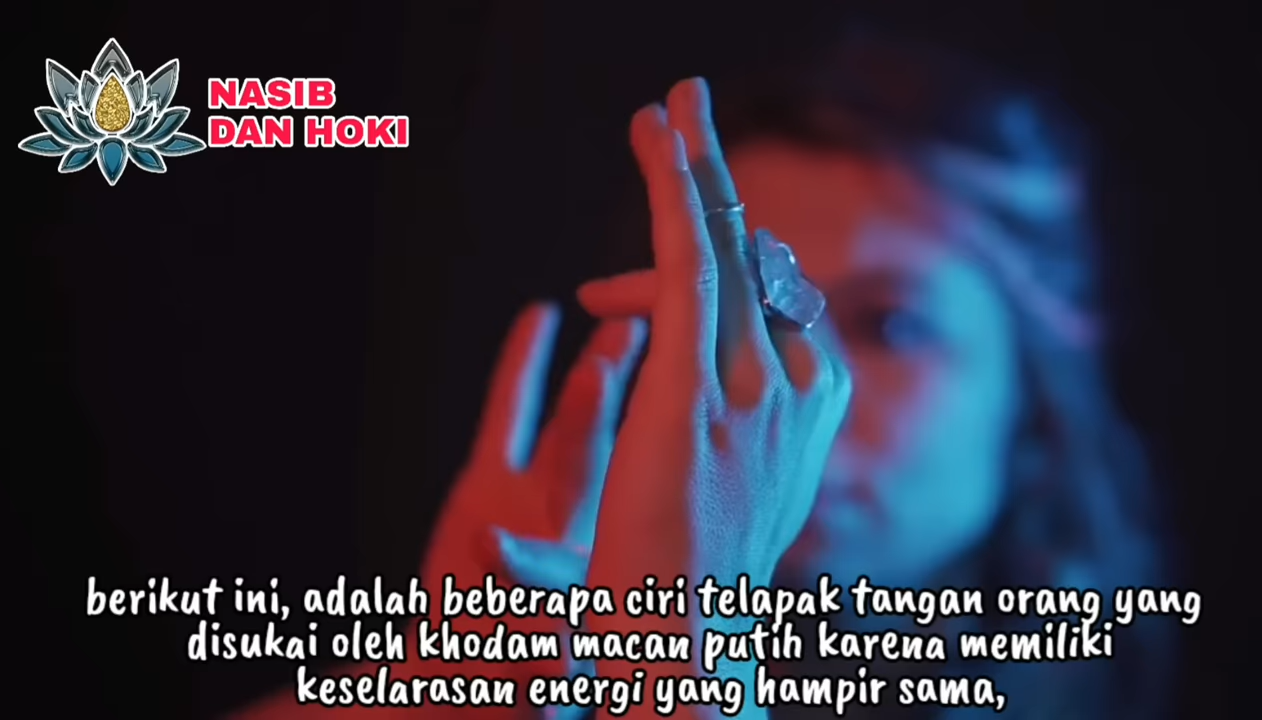 NASIB
DAN HOKI
berikut ini, adalah beberapa ciri telapak tangan orang yang
disukai oleh khodam macan putih karena memiliki
keselarasan energi yang hampir sama,